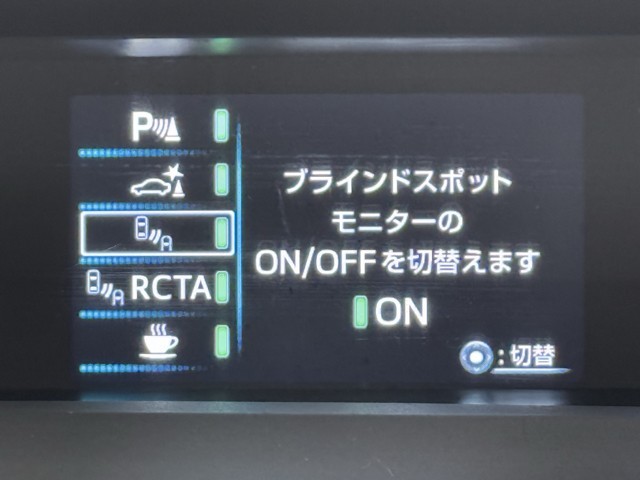 P
RCTA
ブラインドスポット
モニターの
ON/OFFを切替えます
ON
:切替